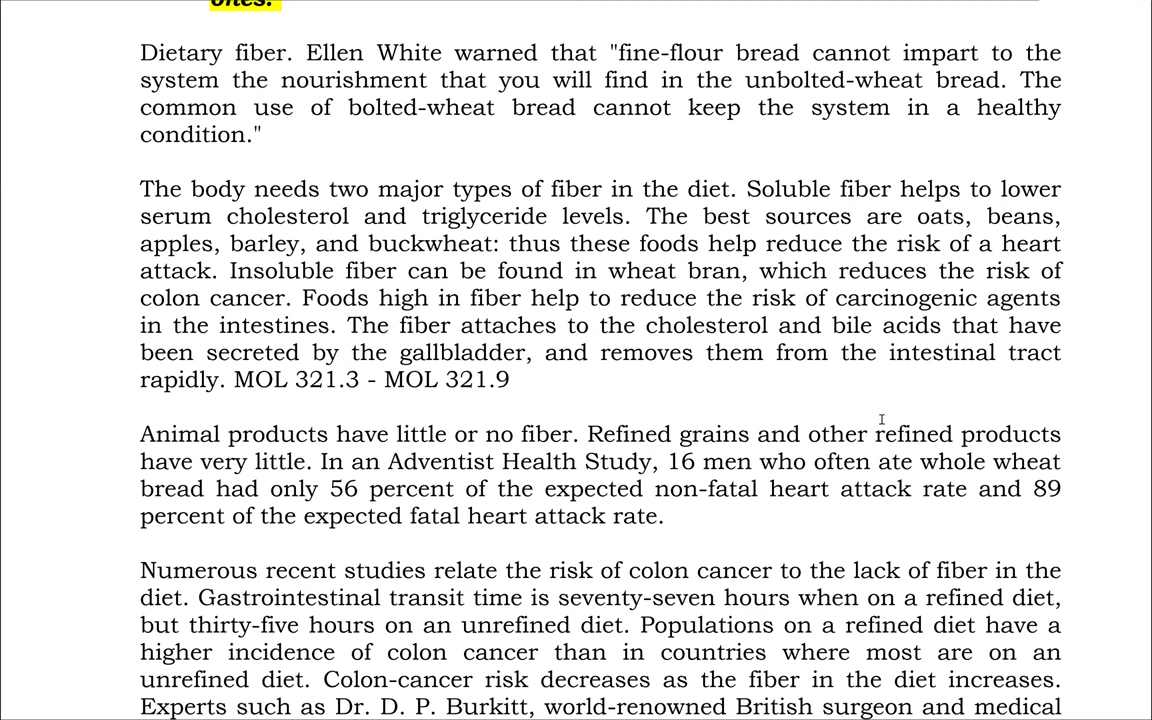 ones.
Dietary fiber. Ellen White warned that "fine-flour bread cannot impart to the
system the nourishment that you will find in the unbolted-wheat bread. The
common use of bolted-wheat bread cannot keep the system in a healthy
condition."
The body needs two major types of fiber in the diet. Soluble fiber helps to lower
serum cholesterol and triglyceride levels. The best sources are oats, beans,
apples, barley, and buckwheat: thus these foods help reduce the risk of a heart
attack. Insoluble fiber can be found in wheat bran, which reduces the risk of
colon cancer. Foods high in fiber help to reduce the risk of carcinogenic agents
in the intestines. The fiber attaches to the cholesterol and bile acids that have
been secreted by the gallbladder, and removes them from the intestinal tract
rapidly. MOL 321.3 - MOL 321.9
Animal products have little or no fiber. Refined grains and other refined products
have very little. In an Adventist Health Study, 16 men who often ate whole wheat
bread had only 56 percent of the expected non-fatal heart attack rate and 89
percent of the expected fatal heart attack rate.
Numerous recent studies relate the risk of colon cancer to the lack of fiber in the
diet. Gastrointestinal transit time is seventy-seven hours when on a refined diet,
but thirty-five hours on an unrefined diet. Populations on a refined diet have a
higher incidence of colon cancer than in countries where most are on an
unrefined diet. Colon-cancer risk decreases as the fiber in the diet increases.
Experts such as Dr. D. P. Burkitt, world-renowned British surgeon and medical